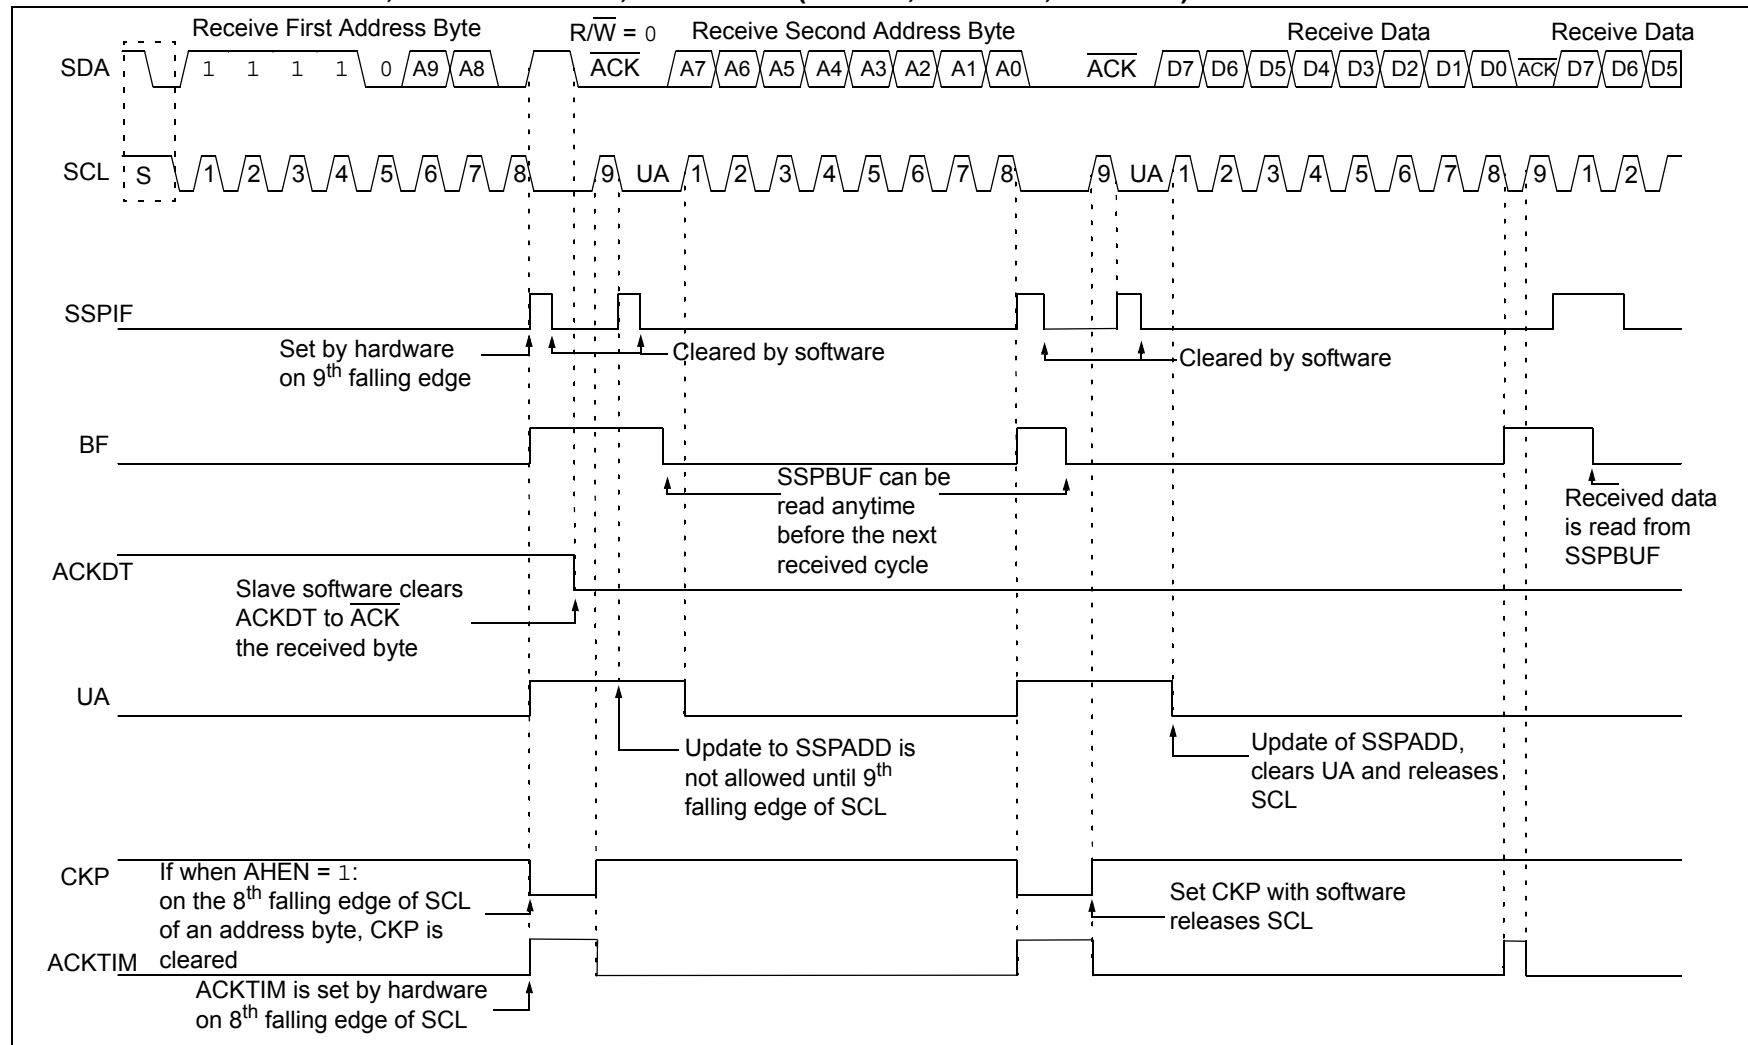 Receive First Address Byte R/W = 0 Receive Second Address Byte Receive Data Receive Data
SDA 1 1 1 1 0 A9 A8 ACK A7 A6 A5 A4 A3 A2 A1 A0 ACK D7 D6 D5 D4 D3 D2 D1 D0 ACK D7 D6 D5
SCL S 1 2 3 4 5 6 7 8 9 UA 1 2 3 4 5 6 7 8 9 UA 1 2 3 4 5 6 7 8 9 1 2
SSPIF
Set by hardware
on 9th falling edge
Cleared by software
Cleared by software
BF
SSPBUF can be
read anytime
before the next
received cycle
Received data
is read from
SSPBUF
ACKDT
Slave software clears
ACKDT to ACK
the received byte
UA
Update to SSPADD is
not allowed until 9th
falling edge of SCL
Update of SSPADD,
clears UA and releases
SCL
CKP
If when AHEN = 1:
on the 8th falling edge of SCL
of an address byte, CKP is
cleared
Set CKP with software
releases SCL
ACKTIM
ACKTIM is set by hardware
on 8th falling edge of SCL